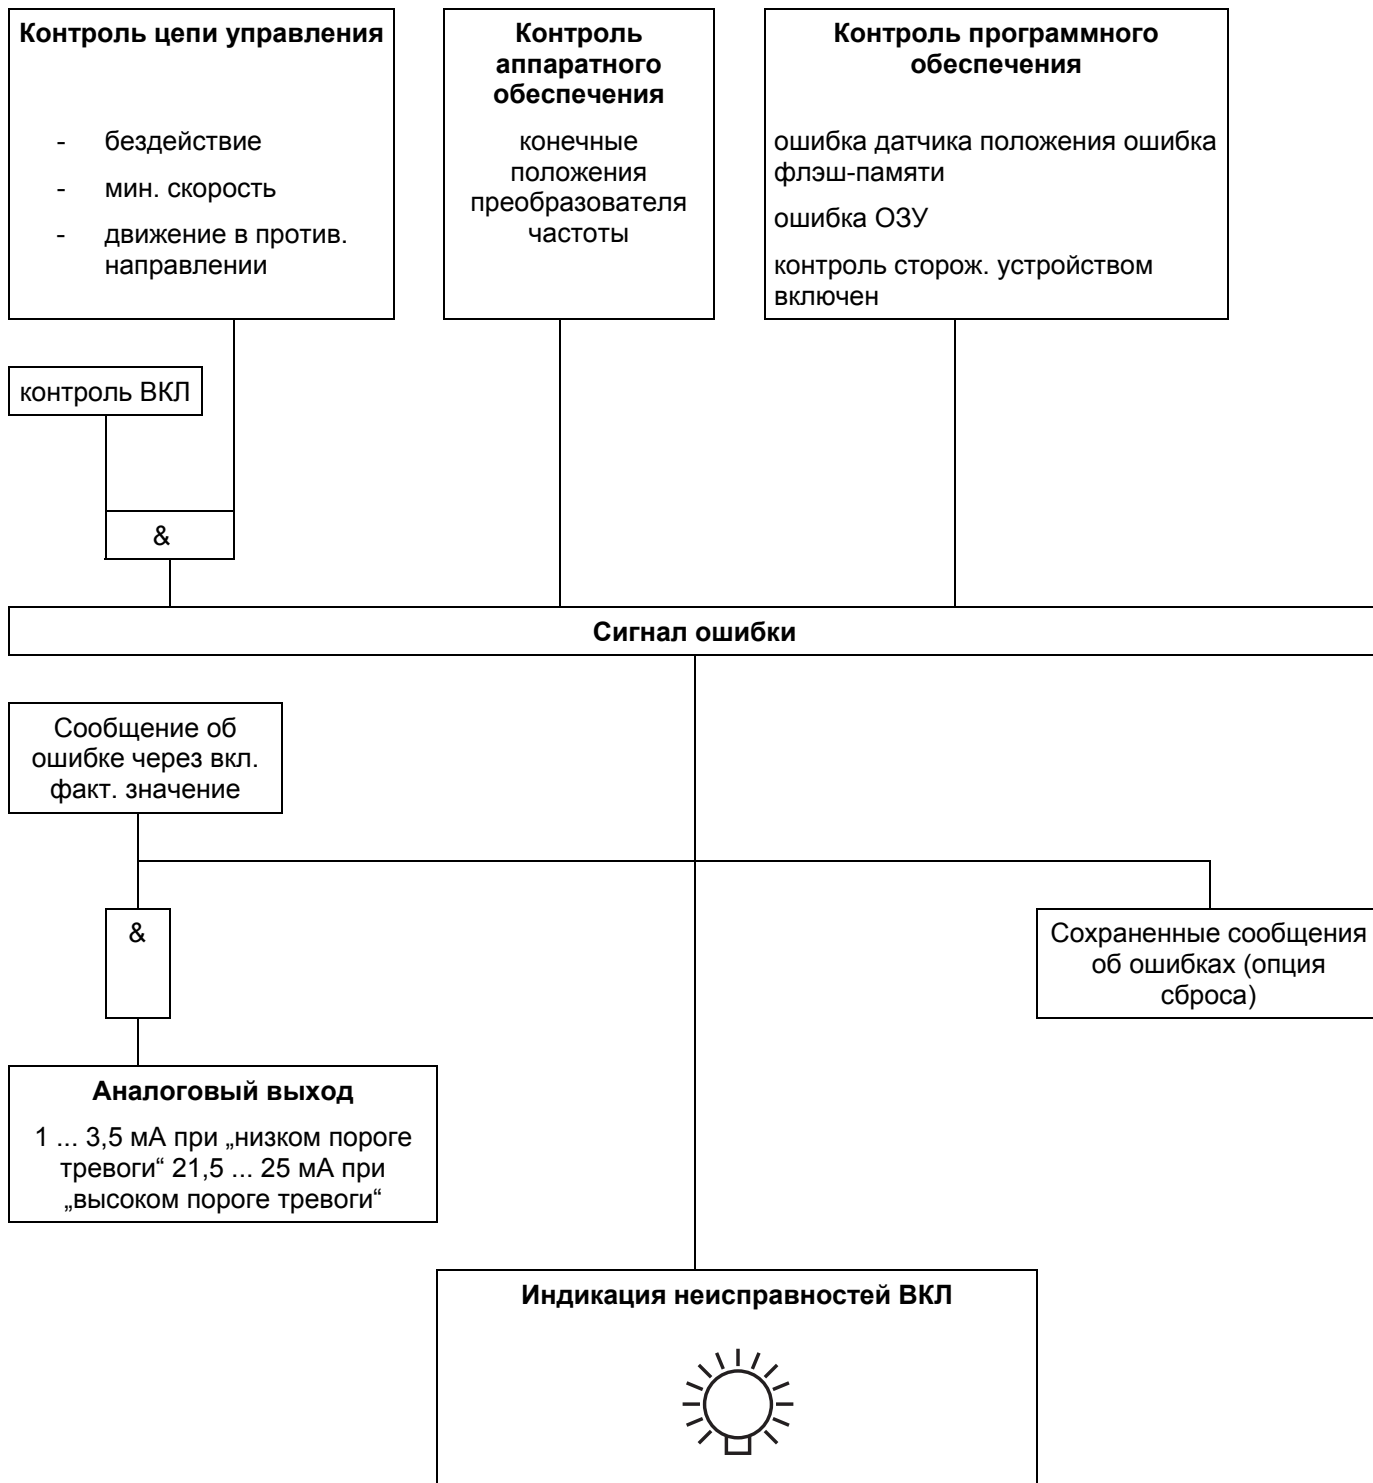 Контроль цепи управления
- бездействие
- мин. скорость
- движение в против.
направлении
Контроль
аппаратного
обеспечения
конечные
положения
преобразователя
частоты
Контроль программного
обеспечения
ошибка датчика положения ошибка
флэш-памяти
ошибка ОЗУ
контроль сторож. устройством
включен
контроль ВКЛ
&
Сигнал ошибки
Сообщение об
ошибке через вкл.
факт. значение
&
Сохраненные сообщения
об ошибках (опция
сброса)
Аналоговый выход
1 ... 3,5 мА при „низком пороге
тревоги“ 21,5 ... 25 мА при
„высоком пороге тревоги“
Индикация неисправностей ВКЛ